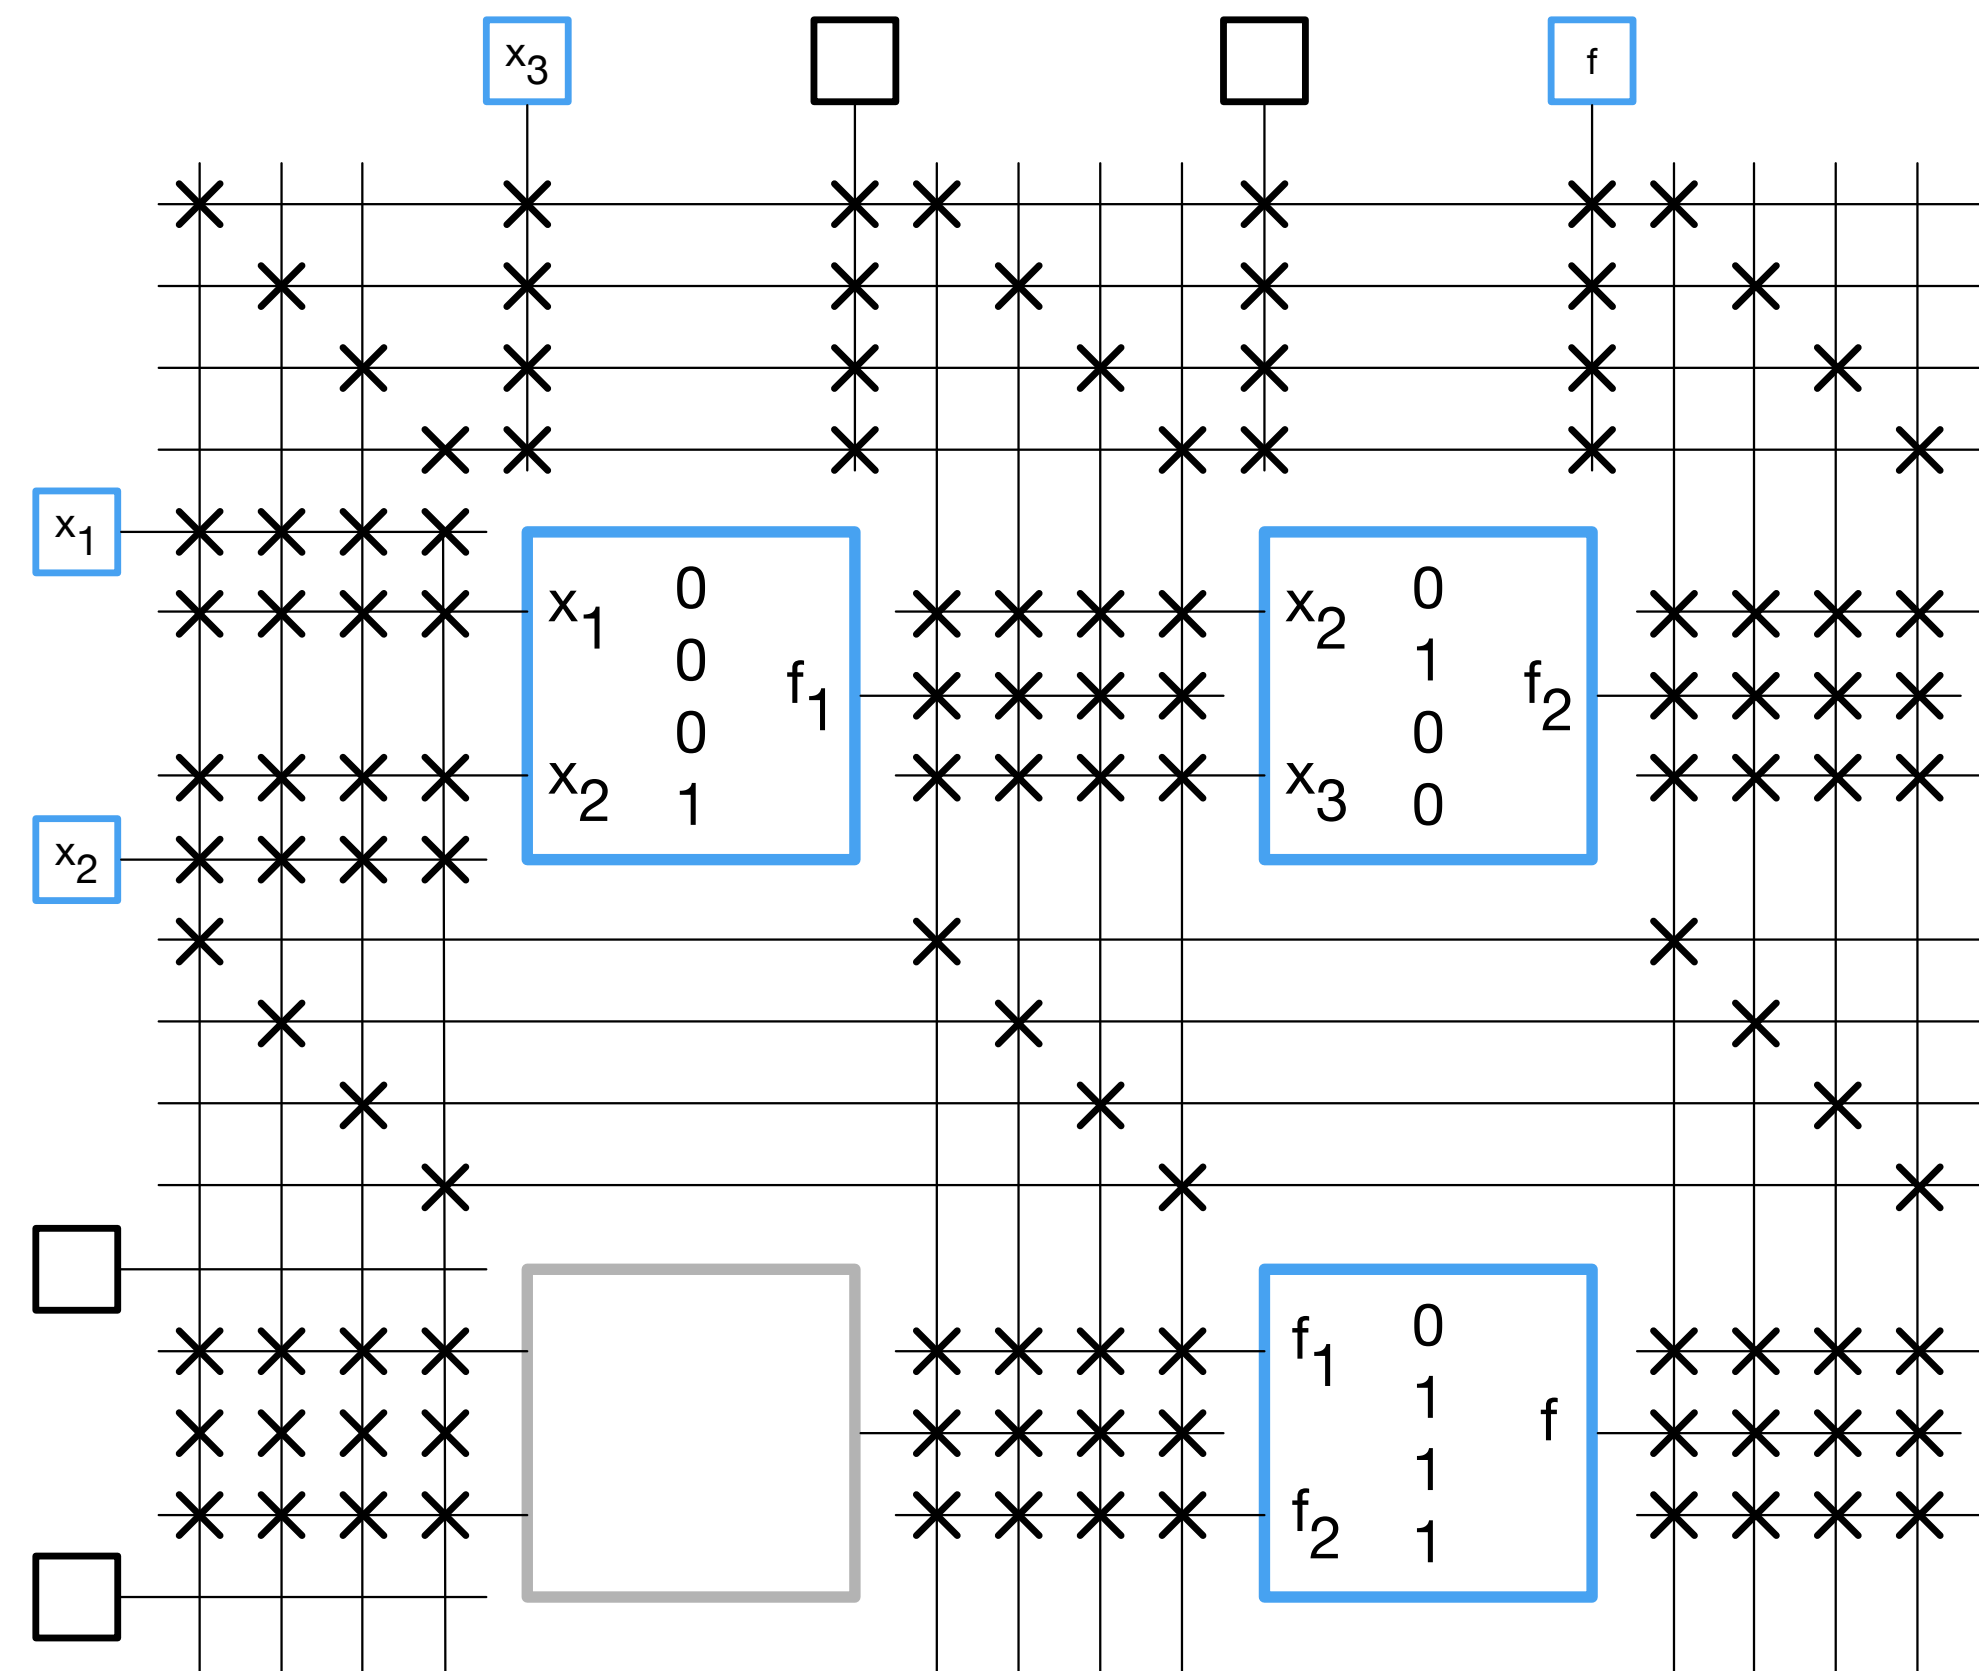 x₃ f
x₁
x₁ 0 x₂ 0
0 1
f₁ f₂
0 0
x₂ 1 x₃ 0
x₂
f₁ 0
1
f
1
f₂ 1